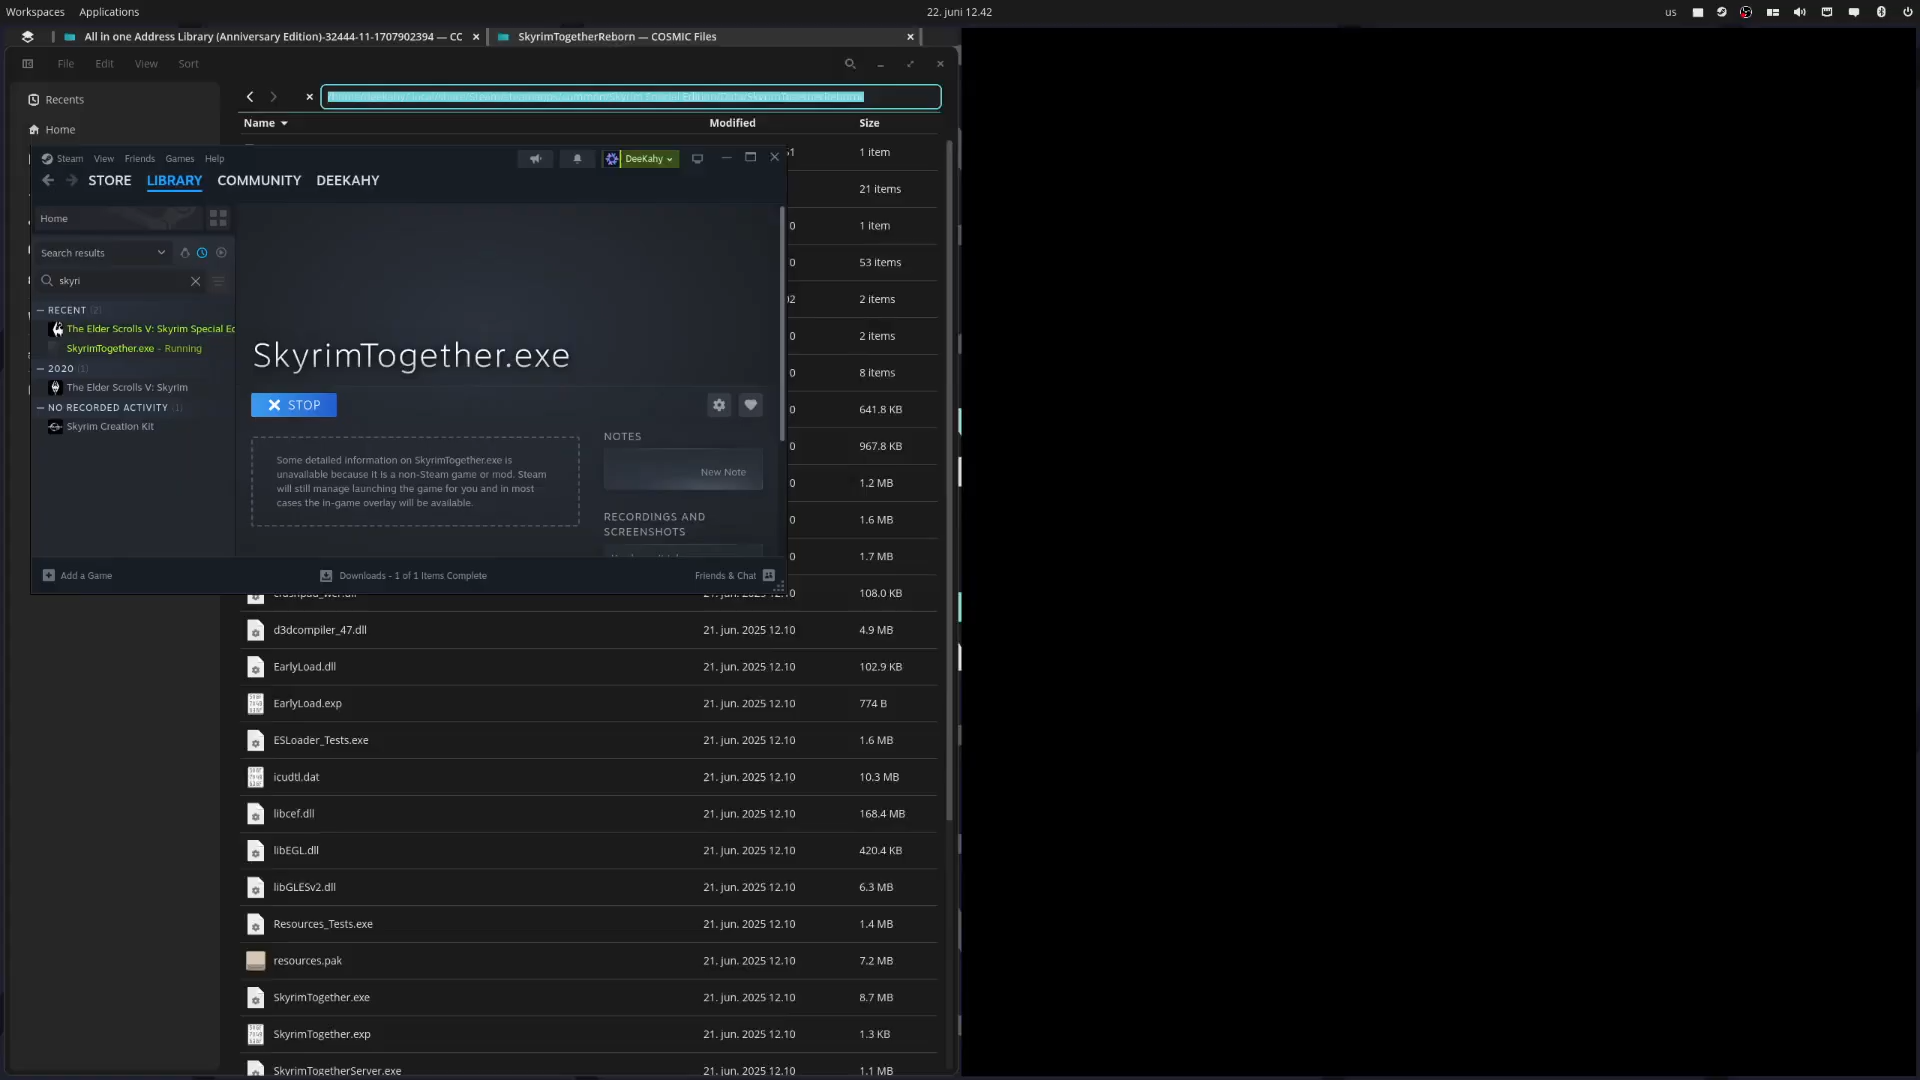 Workspaces Applications 22. juni 12.42 us
All in one Address Library (Anniversary Edition)-32444-11-1707902394 — CC SkyrimTogetherReborn — COSMIC Files
File Edit View Sort
Recents
Home
Name Modified Size
1 item
21 items
1 item
53 items
2 items
2 items
8 items
641.8 KB
967.8 KB
1.2 MB
1.6 MB
1.7 MB
108.0 KB
d3dcompiler_47.dll 21. jun. 2025 12.10 4.9 MB
EarlyLoad.dll 21. jun. 2025 12.10 102.9 KB
EarlyLoad.exp 21. jun. 2025 12.10 774 B
ESLoader_Tests.exe 21. jun. 2025 12.10 1.6 MB
icudtl.dat 21. jun. 2025 12.10 10.3 MB
libcef.dll 21. jun. 2025 12.10 168.4 MB
libEGL.dll 21. jun. 2025 12.10 420.4 KB
libGLESv2.dll 21. jun. 2025 12.10 6.3 MB
Resources_Tests.exe 21. jun. 2025 12.10 1.4 MB
resources.pak 21. jun. 2025 12.10 7.2 MB
SkyrimTogether.exe 21. jun. 2025 12.10 8.7 MB
SkyrimTogether.exp 21. jun. 2025 12.10 1.3 KB
SkyrimTogetherServer.exe 21. jun. 2025 12.10 1.1 MB
Steam View Friends Games Help DeeKahy
STORE LIBRARY COMMUNITY DEEKAHY
Home
Search results
skyri
— RECENT (2)
The Elder Scrolls V: Skyrim Special Ec
SkyrimTogether.exe - Running
— 2020 (1)
The Elder Scrolls V: Skyrim
— NO RECORDED ACTIVITY (1)
Skyrim Creation Kit
SkyrimTogether.exe
STOP
Some detailed information on SkyrimTogether.exe is
unavailable because it is a non-Steam game or mod. Steam
will still manage launching the game for you and in most
cases the in-game overlay will be available.
NOTES
New Note
RECORDINGS AND
SCREENSHOTS
Add a Game Downloads - 1 of 1 Items Complete Friends & Chat